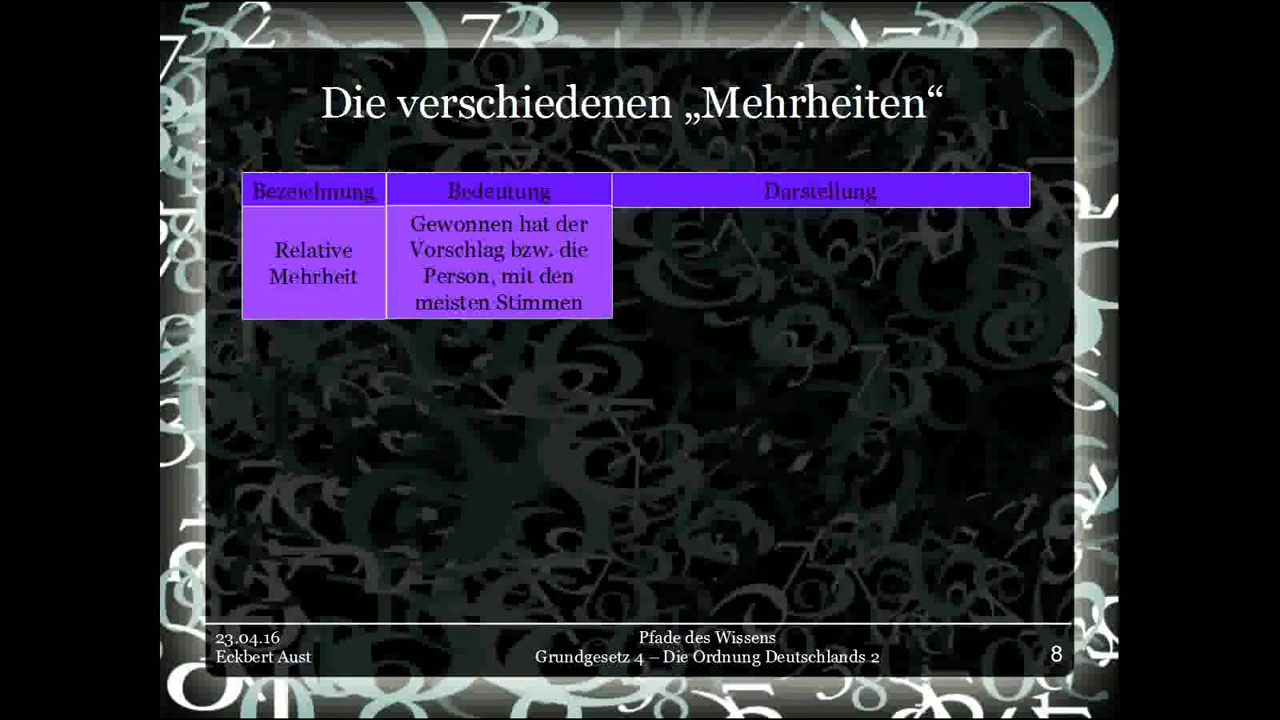 Die verschiedenen „Mehrheiten“
Bezeichnung
Bedeutung
Darstellung
Relative
Mehrheit
Gewonnen hat der
Vorschlag bzw. die
Person, mit den
meisten Stimmen
23.04.16
Eckbert Aust
Pfade des Wissens
Grundgesetz 4 – Die Ordnung Deutschlands 2
8